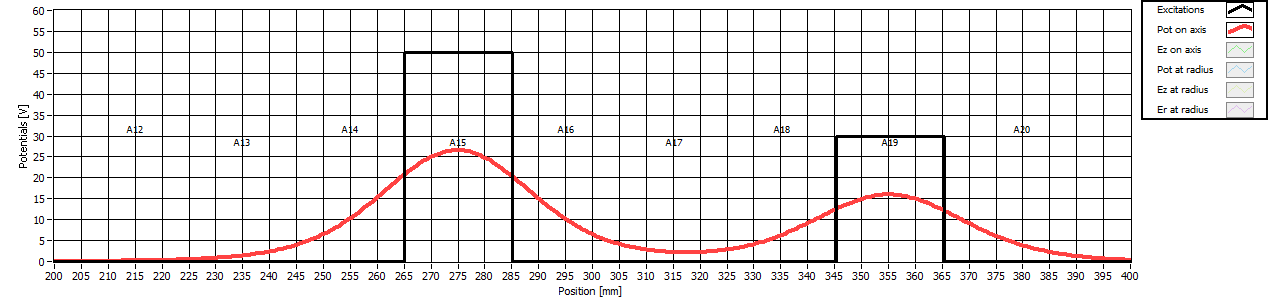 60
55
50
45
40
35
30
25
20
15
10
5
0
Potentials [V]
A12
A13
A14
A15
A16
A17
A18
A19
A20
200 205 210 215 220 225 230 235 240 245 250 255 260 265 270 275 280 285 290 295 300 305 310 315 320 325 330 335 340 345 350 355 360 365 370 375 380 385 390 395 400
Position [mm]
Excitations
Pot on axis
Ez on axis
Pot at radius
Ez at radius
Er at radius